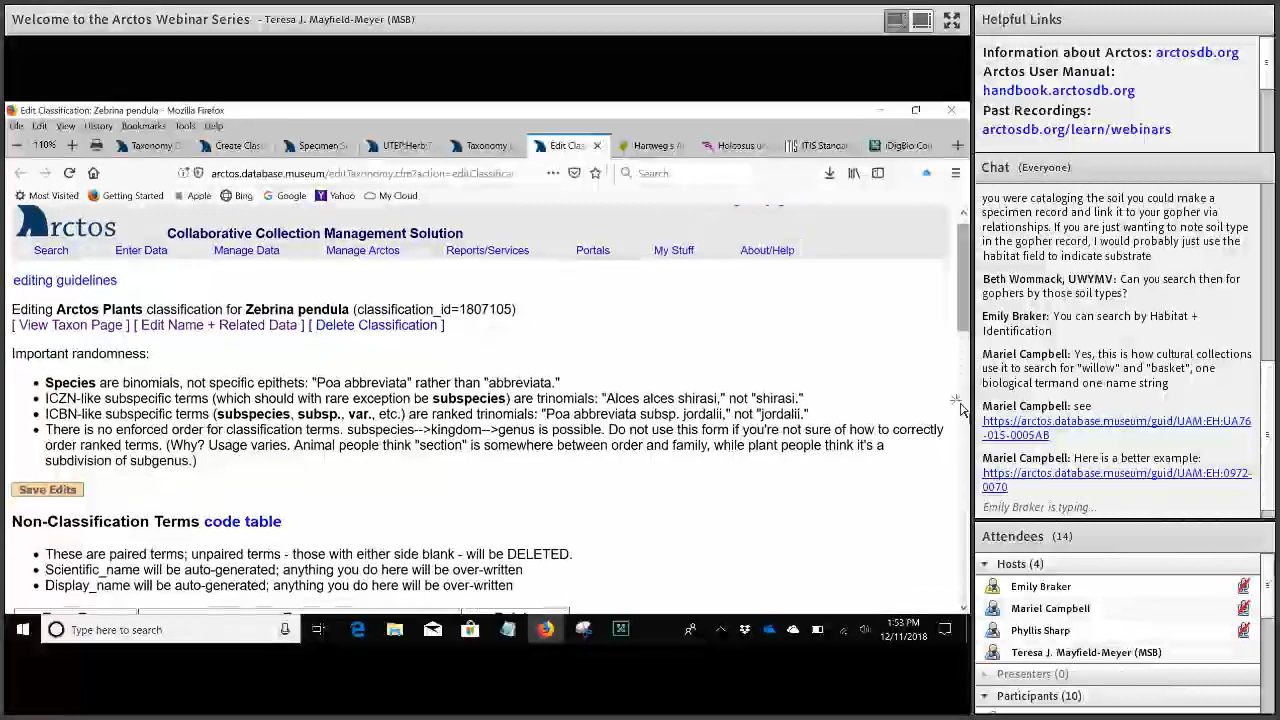 Welcome to the Arctos Webinar Series - Teresa J. Mayfield-Meyer (MSB)
Edit Classification: Zebrina pendula - Mozilla Firefox
File Edit View History Bookmarks Tools Help
110%
Taxonomy D
Create Clas
Specimen S
UTEP:Herb:7
Taxonomy
Edit Clas
Hartweg's A
Holcosus un
ITIS Standar
iDigBio Co
arctos.database.museum/editTaxonomy.cfm?action=editClassifica
Search
Most Visited Getting Started Apple Bing Google Yahoo My Cloud
Arctos
Collaborative Collection Management Solution
Search Enter Data Manage Data Manage Arctos Reports/Services Portals My Stuff About/Help
editing guidelines
Editing Arctos Plants classification for Zebrina pendula (classification_id=1807105)
[ View Taxon Page ] [ Edit Name + Related Data ] [ Delete Classification ]
Important randomness:
Species are binomials, not specific epithets: "Poa abbreviata" rather than "abbreviata."
ICZN-like subspecific terms (which should with rare exception be subspecies) are trinomials: "Alces alces shirasi," not "shirasi."
ICBN-like subspecific terms (subspecies, subsp., var., etc.) are ranked trinomials: "Poa abbreviata subsp. jordalii," not "jordalii."
There is no enforced order for classification terms. subspecies-->kingdom-->genus is possible. Do not use this form if you're not sure of how to correctly
order ranked terms. (Why? Usage varies. Animal people think "section" is somewhere between order and family, while plant people think it's a
subdivision of subgenus.)
Save Edits
Non-Classification Terms code table
These are paired terms; unpaired terms - those with either side blank - will be DELETED.
Scientific_name will be auto-generated; anything you do here will be over-written
Display_name will be auto-generated; anything you do here will be over-written
Type here to search
1:53 PM
12/11/2018
Helpful Links
Information about Arctos: arctosdb.org
Arctos User Manual:
handbook.arctosdb.org
Past Recordings:
arctosdb.org/learn/webinars
Chat (Everyone)
you were cataloging the soil you could make a
specimen record and link it to your gopher via
relationships. If you are just wanting to note soil type
in the gopher record, I would probably just use the
habitat field to indicate substrate
Beth Wommack, UWYMV: Can you search then for
gophers by those soil types?
Emily Braker: You can search by Habitat +
Identification
Mariel Campbell: Yes, this is how cultural collections
use it to search for "willow" and "basket", one
biological termand one name string
Mariel Campbell: see
https://arctos.database.museum/guid/UAM:EH:UA76
-015-0005AB
Mariel Campbell: Here is a better example:
https://arctos.database.museum/guid/UAM:EH:0972-
0070
Emily Braker is typing...
Attendees (14)
Hosts (4)
Emily Braker
Mariel Campbell
Phyllis Sharp
Teresa J. Mayfield-Meyer (MSB)
Presenters (0)
Participants (10)